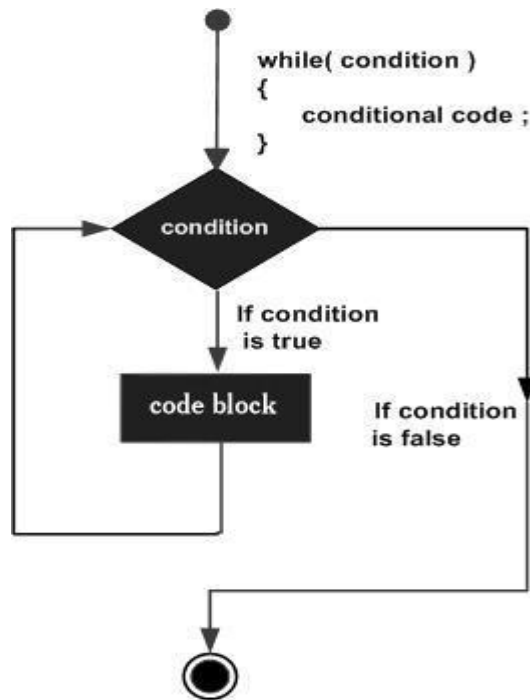 while( condition )
{
conditional code ;
}
condition
If condition
is true
code block
If condition
is false